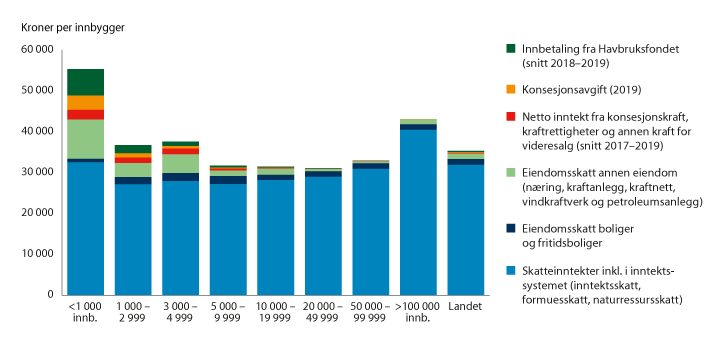 Kroner per innbygger
60 000
50 000
40 000
30 000
20 000
10 000
0
<1 000
innb.
1 000 –
2 999
3 000 –
4 999
5 000 –
9 999
10 000 –
19 999
20 000 –
49 999
50 000 –
99 999
>100 000
innb.
Landet
Innbetaling fra Havbruksfondet
(snitt 2018–2019)
Konsesjonsavgift (2019)
Netto inntekt fra konsesjonskraft,
kraftrettigheter og annen kraft for
videresalg (snitt 2017–2019)
Eiendomsskatt annen eiendom
(næring, kraftanlegg, kraftnett,
vindkraftverk og petroleumsanlegg)
Eiendomsskatt boliger
og fritidsboliger
Skatteinntekter inkl. i inntekts-
systemet (inntektsskatt,
formuesskatt, naturressursskatt)